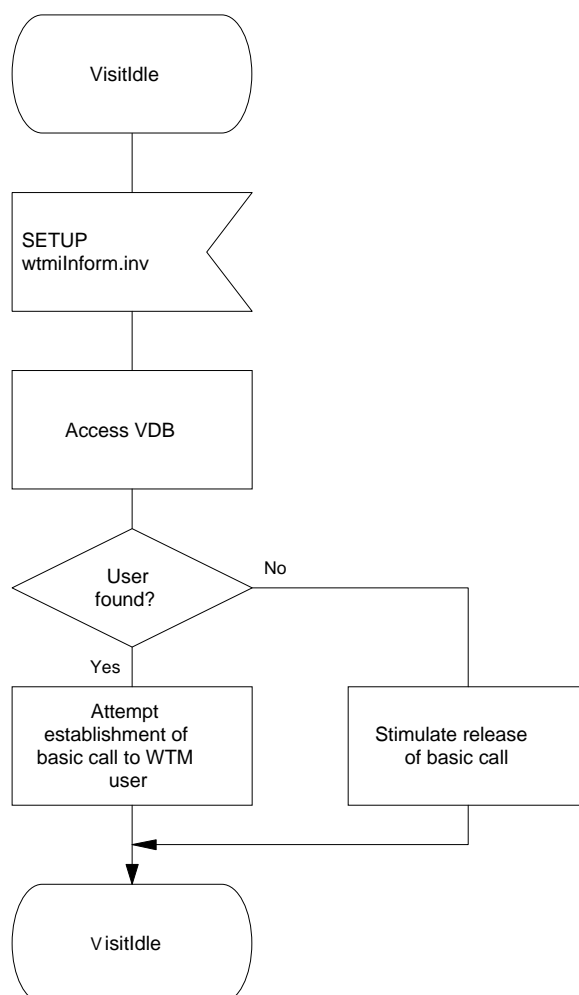 VisitIdle
SETUP
wtmiInform.inv
Access VDB
User
found?
No
Yes
Attempt
establishment of
basic call to WTM
user
Stimulate release
of basic call
VisitIdle